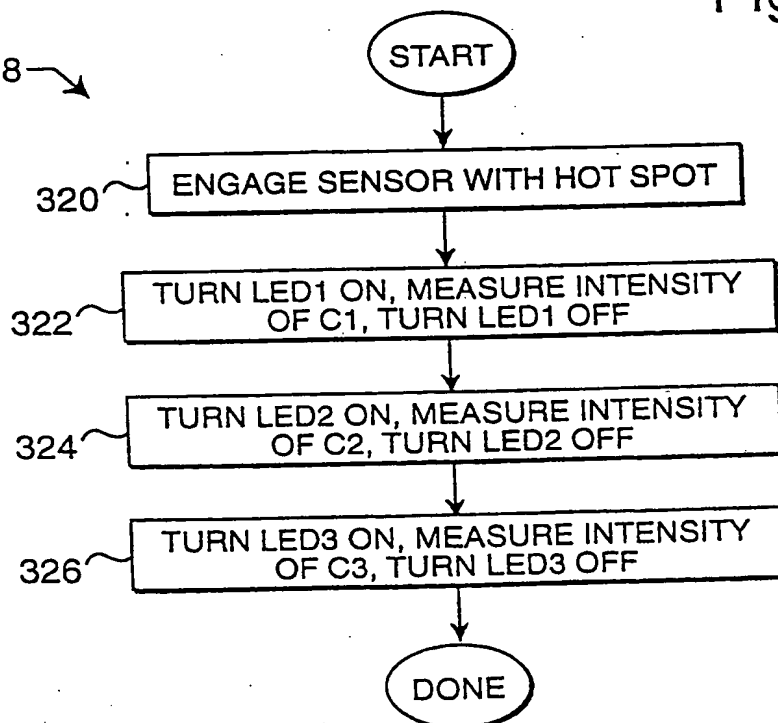 Fig
START
8
ENGAGE SENSOR WITH HOT SPOT
320
TURN LED1 ON, MEASURE INTENSITY
OF C1, TURN LED1 OFF
322
TURN LED2 ON, MEASURE INTENSITY
OF C2, TURN LED2 OFF
324
TURN LED3 ON, MEASURE INTENSITY
OF C3, TURN LED3 OFF
326
DONE